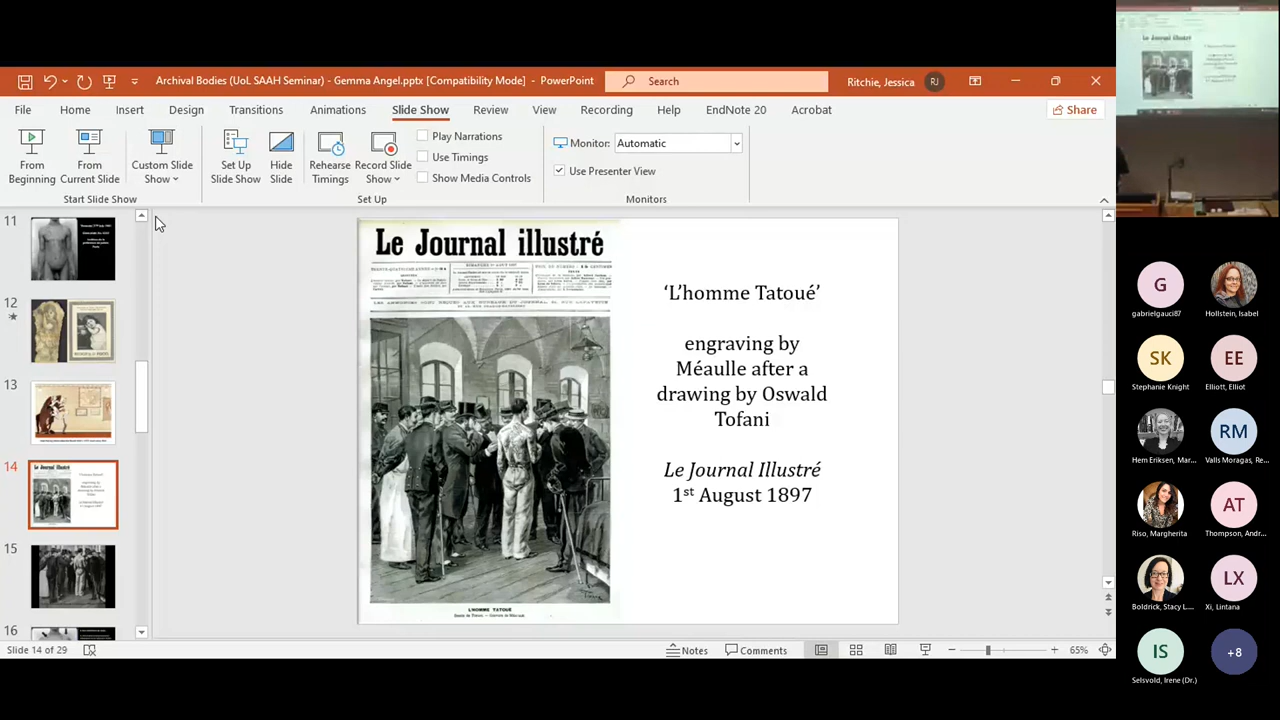 Archival Bodies (UoL SAAH Seminar) - Gemma Angel.pptx [Compatibility Mode] - PowerPoint
Search
Ritchie, Jessica
RJ
File
Home
Insert
Design
Transitions
Animations
Slide Show
Review
View
Recording
Help
EndNote 20
Acrobat
Share
From
Beginning
From
Current Slide
Custom Slide
Show
Set Up
Slide Show
Hide
Slide
Rehearse
Timings
Record Slide
Show
Play Narrations
Use Timings
Show Media Controls
Monitor:
Automatic
Use Presenter View
Start Slide Show
Set Up
Monitors
11
12
13
14
15
16
Le Journal illustré
L'HOMME TATOUÉ
‘L’homme Tatoué’
engraving by
Méaulle after a
drawing by Oswald
Tofani
Le Journal Illustré
1st August 1897
Slide 14 of 29
Notes
Comments
65%
G
gabrielgauci87
Hollstein, Isabel
SK
Stephanie Knight
EE
Elliott, Elliot
Hem Eriksen, Mar...
RM
Valls Moragas, Re...
Riso, Margherita
AT
Thompson, Andr...
Boldrick, Stacy L...
LX
Xi, Lintana
IS
Selsvold, Irene (Dr.)
+8